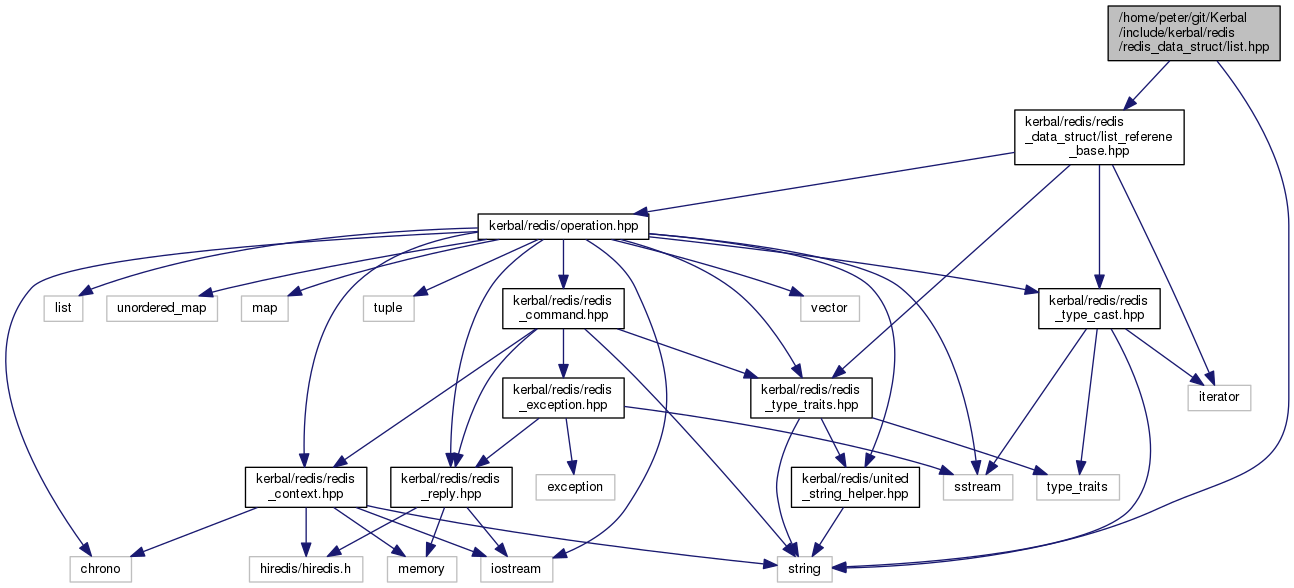 /home/peter/git/Kerbal
/include/kerbal/redis
/redis_data_struct/list.hpp
kerbal/redis/redis
_data_struct/list_referene
_base.hpp
kerbal/redis/operation.hpp
list
unordered_map
map
tuple
kerbal/redis/redis
_command.hpp
vector
kerbal/redis/redis
_type_cast.hpp
kerbal/redis/redis
_exception.hpp
kerbal/redis/redis
_type_traits.hpp
iterator
kerbal/redis/redis
_context.hpp
kerbal/redis/redis
_reply.hpp
exception
kerbal/redis/united
_string_helper.hpp
sstream
type_traits
chrono
hiredis/hiredis.h
memory
iostream
string